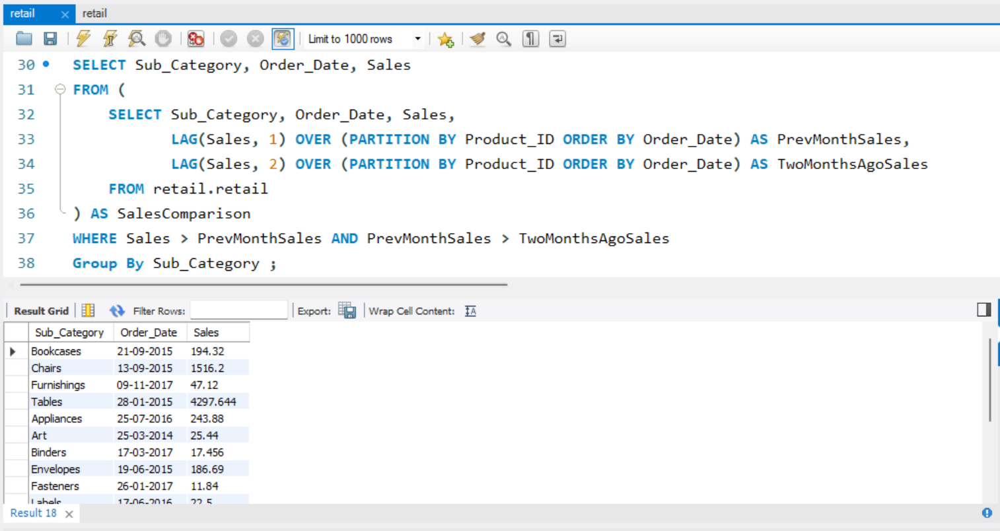 retail retail
Limit to 1000 rows
30 SELECT Sub_Category, Order_Date, Sales
31 FROM (
32 SELECT Sub_Category, Order_Date, Sales,
33 LAG(Sales, 1) OVER (PARTITION BY Product_ID ORDER BY Order_Date) AS PrevMonthSales,
34 LAG(Sales, 2) OVER (PARTITION BY Product_ID ORDER BY Order_Date) AS TwoMonthsAgoSales
35 FROM retail.retail
36 ) AS SalesComparison
37 WHERE Sales > PrevMonthSales AND PrevMonthSales > TwoMonthsAgoSales
38 Group By Sub_Category ;
Result Grid Filter Rows: Export: Wrap Cell Content:
Sub_Category Order_Date Sales
Bookcases 21-09-2015 194.32
Chairs 13-09-2015 1516.2
Furnishings 09-11-2017 47.12
Tables 28-01-2015 4297.644
Appliances 25-07-2016 243.88
Art 25-03-2014 25.44
Binders 17-03-2017 17.456
Envelopes 19-06-2015 186.69
Fasteners 26-01-2017 11.84
Labels 17-06-2016 22.5
Result 18